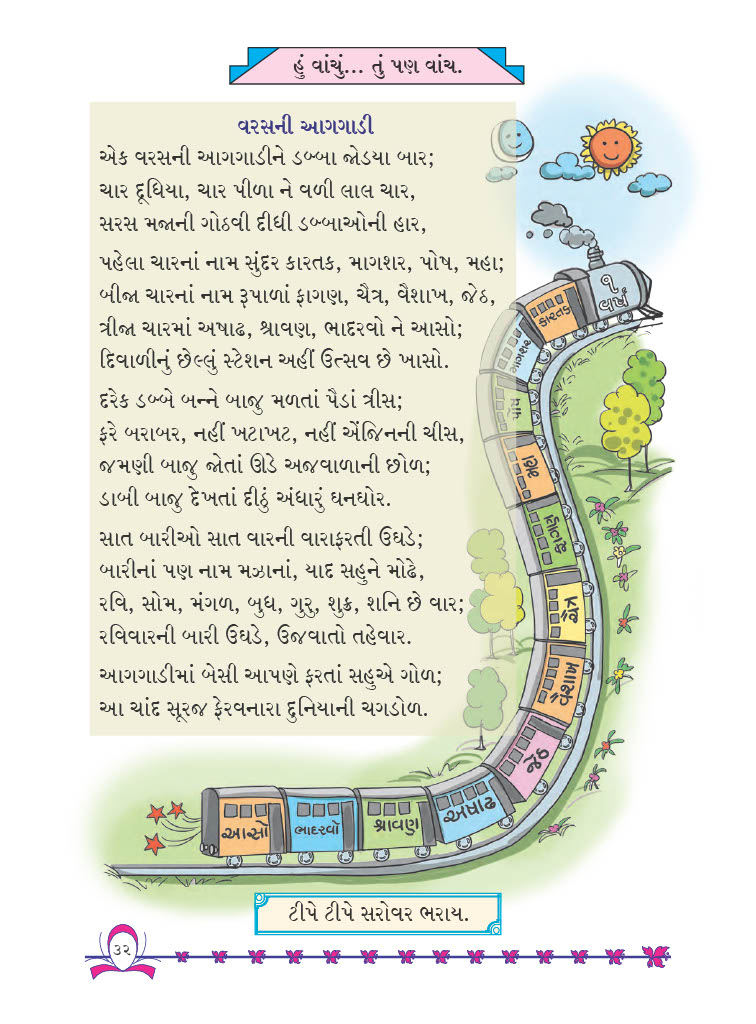 હું વાંચું... તું પણ વાંચ.
વરસની આગગાડી
એક વરસની આગગાડીને ડબ્બા જોડયા બાર;
ચાર દૂધિયા, ચાર પીળા ને વળી લાલ ચાર,
સરસ મજાની ગોઠવી દીધી ડબ્બાઓની હાર,
પહેલા ચારનાં નામ સુંદર કારતક, માગશર, પોષ, મહા;
બીજા ચારનાં નામ રૂપાળાં ફાગણ, ચૈત્ર, વૈશાખ, જેઠ,
ત્રીજા ચારમાં અષાઢ, શ્રાવણ, ભાદરવો ને આસો;
દિવાળીનું છેલ્લું સ્ટેશન અહીં ઉત્સવ છે ખાસો.
દરેક ડબ્બે બન્ને બાજુ મળતાં પૈડાં ત્રીસ;
ફરે બરાબર, નહીં ખટાખટ, નહીં એંજિનની ચીસ,
જમણી બાજુ જોતાં ઊડે અજવાળાની છોળ;
ડાબી બાજુ દેખતાં દીઠું અંધારું ઘનઘોર.
સાત બારીઓ સાત વારની વારાફરતી ઉઘડે;
બારીનાં પણ નામ મઝાનાં, યાદ સહુને મોઢે,
રવિ, સોમ, મંગળ, બુધ, ગુરુ, શુક્ર, શનિ છે વાર;
રવિવારની બારી ઉઘડે, ઉજવાતો તહેવાર.
આગગાડીમાં બેસી આપણે ફરતાં સહુએ ગોળ;
આ ચાંદ સૂરજ ફેરવનારા દુનિયાની ચગડોળ.
૧
વર્ષ
કારતક
માગશર
પોષ
મહા
ફાગણ
ચૈત્ર
વૈશાખ
જેઠ
અષાઢ
શ્રાવણ
ભાદરવો
આસો
ટીપે ટીપે સરોવર ભરાય.
૩૨